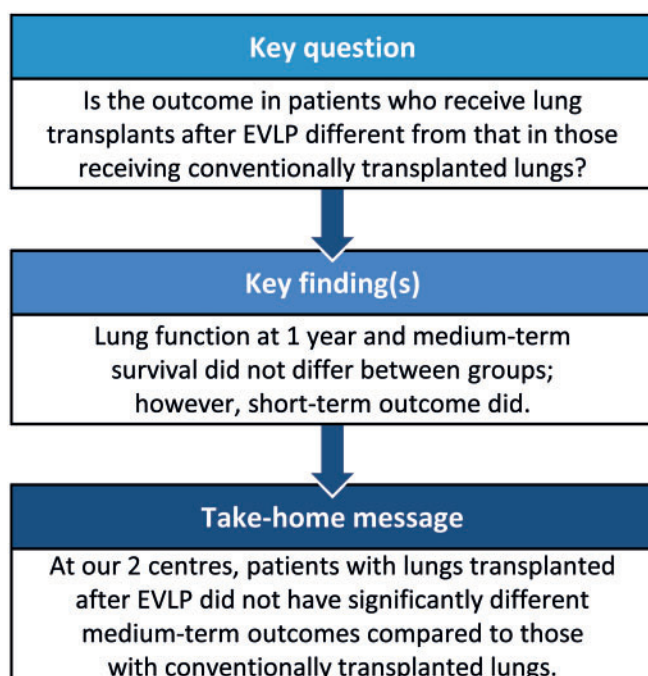 Key question
Is the outcome in patients who receive lung
transplants after EVLP different from that in those
receiving conventionally transplanted lungs?
Key finding(s)
Lung function at 1 year and medium-term
survival did not differ between groups;
however, short-term outcome did.
Take-home message
At our 2 centres, patients with lungs transplanted
after EVLP did not have significantly different
medium-term outcomes compared to those
with conventionally transplanted lungs.